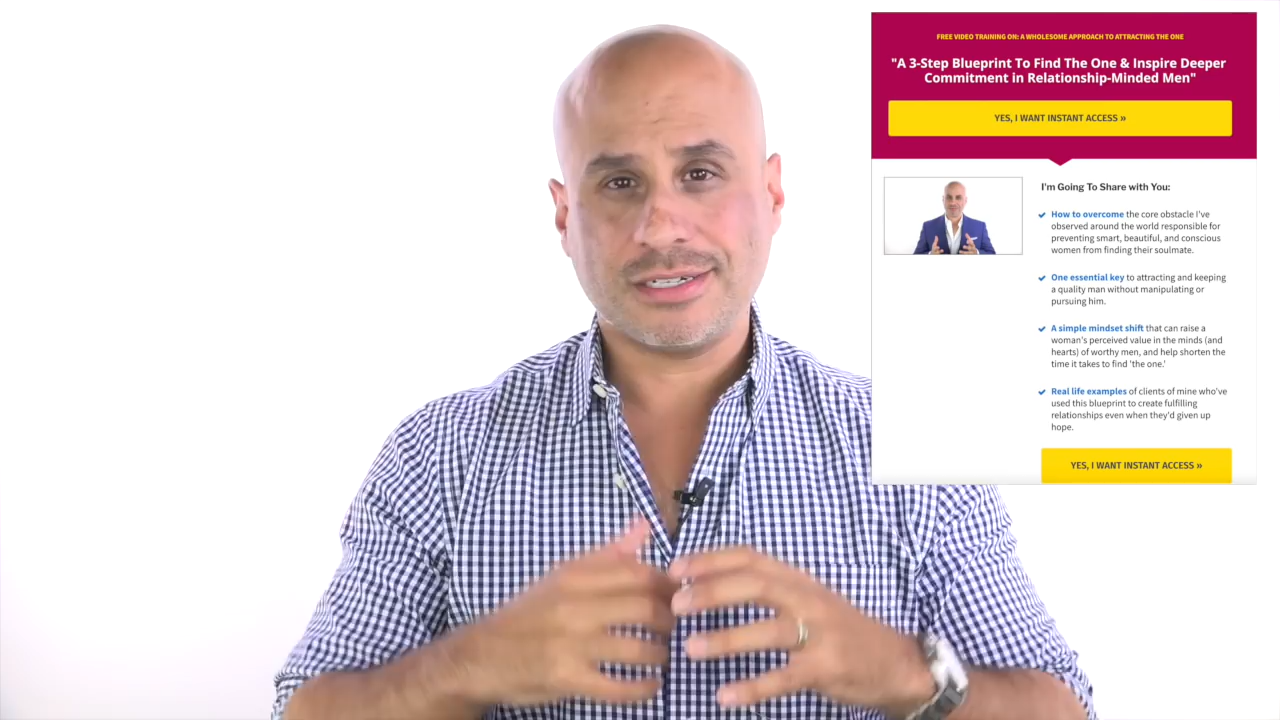 FREE VIDEO TRAINING ON: A WHOLESOME APPROACH TO ATTRACTING THE ONE
"A 3-Step Blueprint To Find The One & Inspire Deeper
Commitment in Relationship-Minded Men"
YES, I WANT INSTANT ACCESS »
I'm Going To Share with You:
How to overcome the core obstacle I've
observed around the world responsible for
preventing smart, beautiful, and conscious
women from finding their soulmate.
One essential key to attracting and keeping
a quality man without manipulating or
pursuing him.
A simple mindset shift that can raise a
woman's perceived value in the minds (and
hearts) of worthy men, and help shorten the
time it takes to find 'the one.'
Real life examples of clients of mine who've
used this blueprint to create fulfilling
relationships even when they'd given up
hope.
YES, I WANT INSTANT ACCESS »